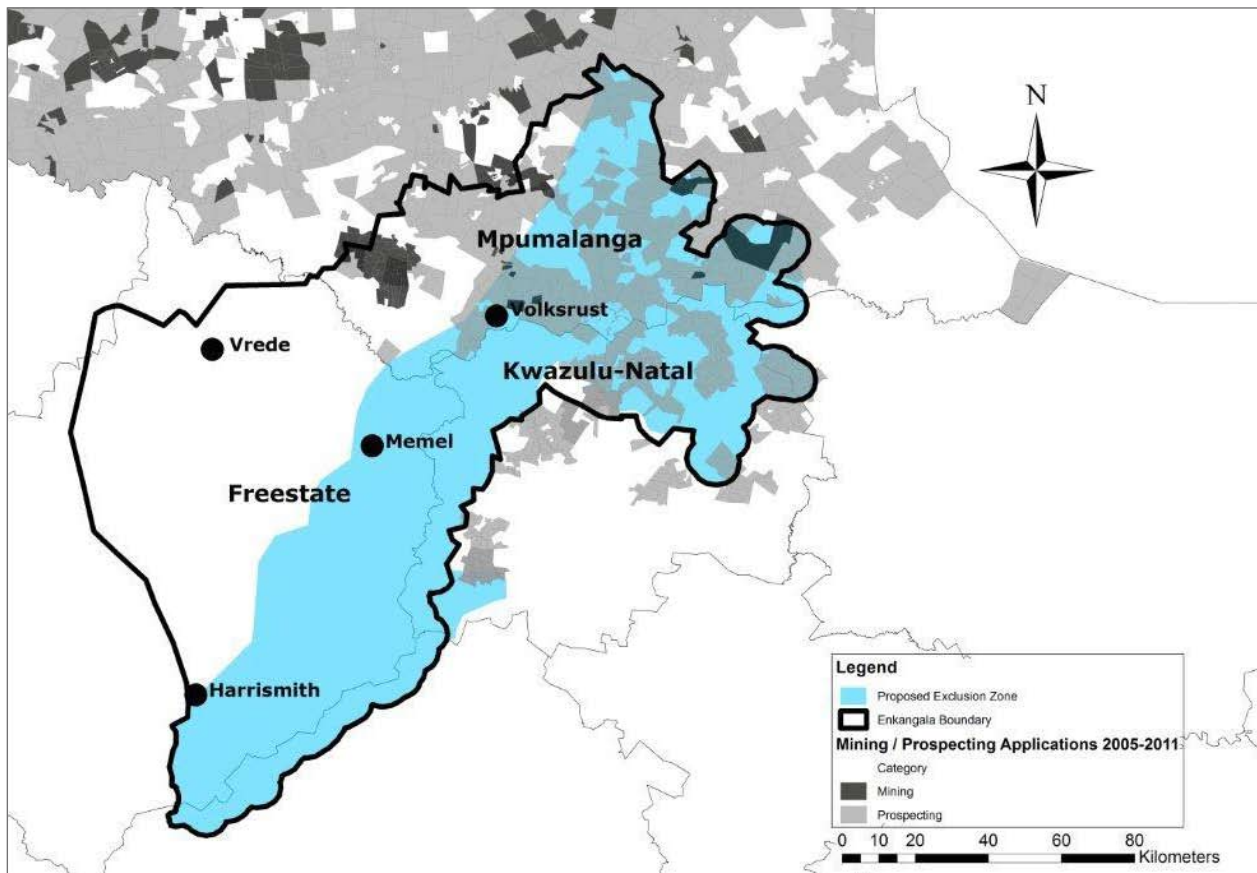 N
Mpumalanga
Volksrust
Vrede
Kwazulu-Natal
Memel
Freestate
Harrismith
Legend
Proposed Exclusion Zone
Enkangala Boundary
Mining / Prospecting Applications 2005-2011
Category
Mining
Prospecting
0 10 20 40 60 80
Kilometers